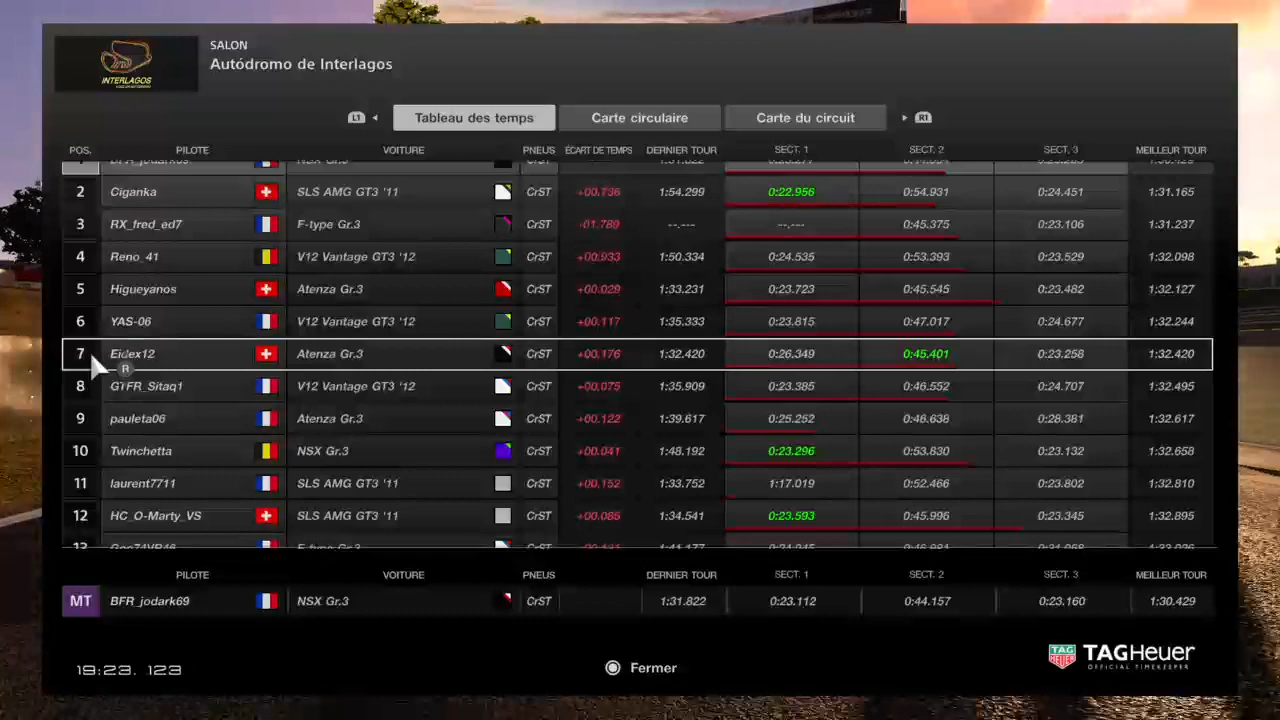 SALON
Autódromo de Interlagos
INTERLAGOS
L1 Tableau des temps Carte circulaire Carte du circuit R1
POS. PILOTE VOITURE PNEUS ÉCART DE TEMPS DERNIER TOUR SECT. 1 SECT. 2 SECT. 3 MEILLEUR TOUR
2 Ciganka SLS AMG GT3 '11 CrST +00.736 1:54.299 0:22.956 0:54.931 0:24.451 1:31.165
3 RX_fred_ed7 F-type Gr.3 CrST -01.789 --.--- --.--- 0:45.375 0:23.106 1:31.237
4 Reno_41 V12 Vantage GT3 '12 CrST +00.933 1:50.334 0:24.535 0:53.393 0:23.529 1:32.098
5 Higueyanos Atenza Gr.3 CrST +00.029 1:33.231 0:23.723 0:45.545 0:23.482 1:32.127
6 YAS-06 V12 Vantage GT3 '12 CrST +00.117 1:35.333 0:23.815 0:47.017 0:24.677 1:32.244
7 Eidex12 Atenza Gr.3 CrST +00.176 1:32.420 0:26.349 0:45.401 0:23.258 1:32.420
R
8 GTFR_Sitaq1 V12 Vantage GT3 '12 CrST +00.075 1:35.909 0:23.385 0:46.552 0:24.707 1:32.495
9 pauleta06 Atenza Gr.3 CrST +00.122 1:39.617 0:25.252 0:46.638 0:28.381 1:32.617
10 Twinchetta NSX Gr.3 CrST +00.041 1:48.192 0:23.296 0:53.830 0:23.132 1:32.658
11 laurent7711 SLS AMG GT3 '11 CrST +00.152 1:33.752 1:17.019 0:52.466 0:23.802 1:32.810
12 HC_O-Marty_VS SLS AMG GT3 '11 CrST +00.085 1:34.541 0:23.593 0:45.996 0:23.345 1:32.895
PILOTE VOITURE PNEUS DERNIER TOUR SECT. 1 SECT. 2 SECT. 3 MEILLEUR TOUR
MT BFR_jodark69 NSX Gr.3 CrST 1:31.822 0:23.112 0:44.157 0:23.160 1:30.429
19:23. 123
Fermer
TAG HEUER TAGHeuer
OFFICIAL TIMEKEEPER